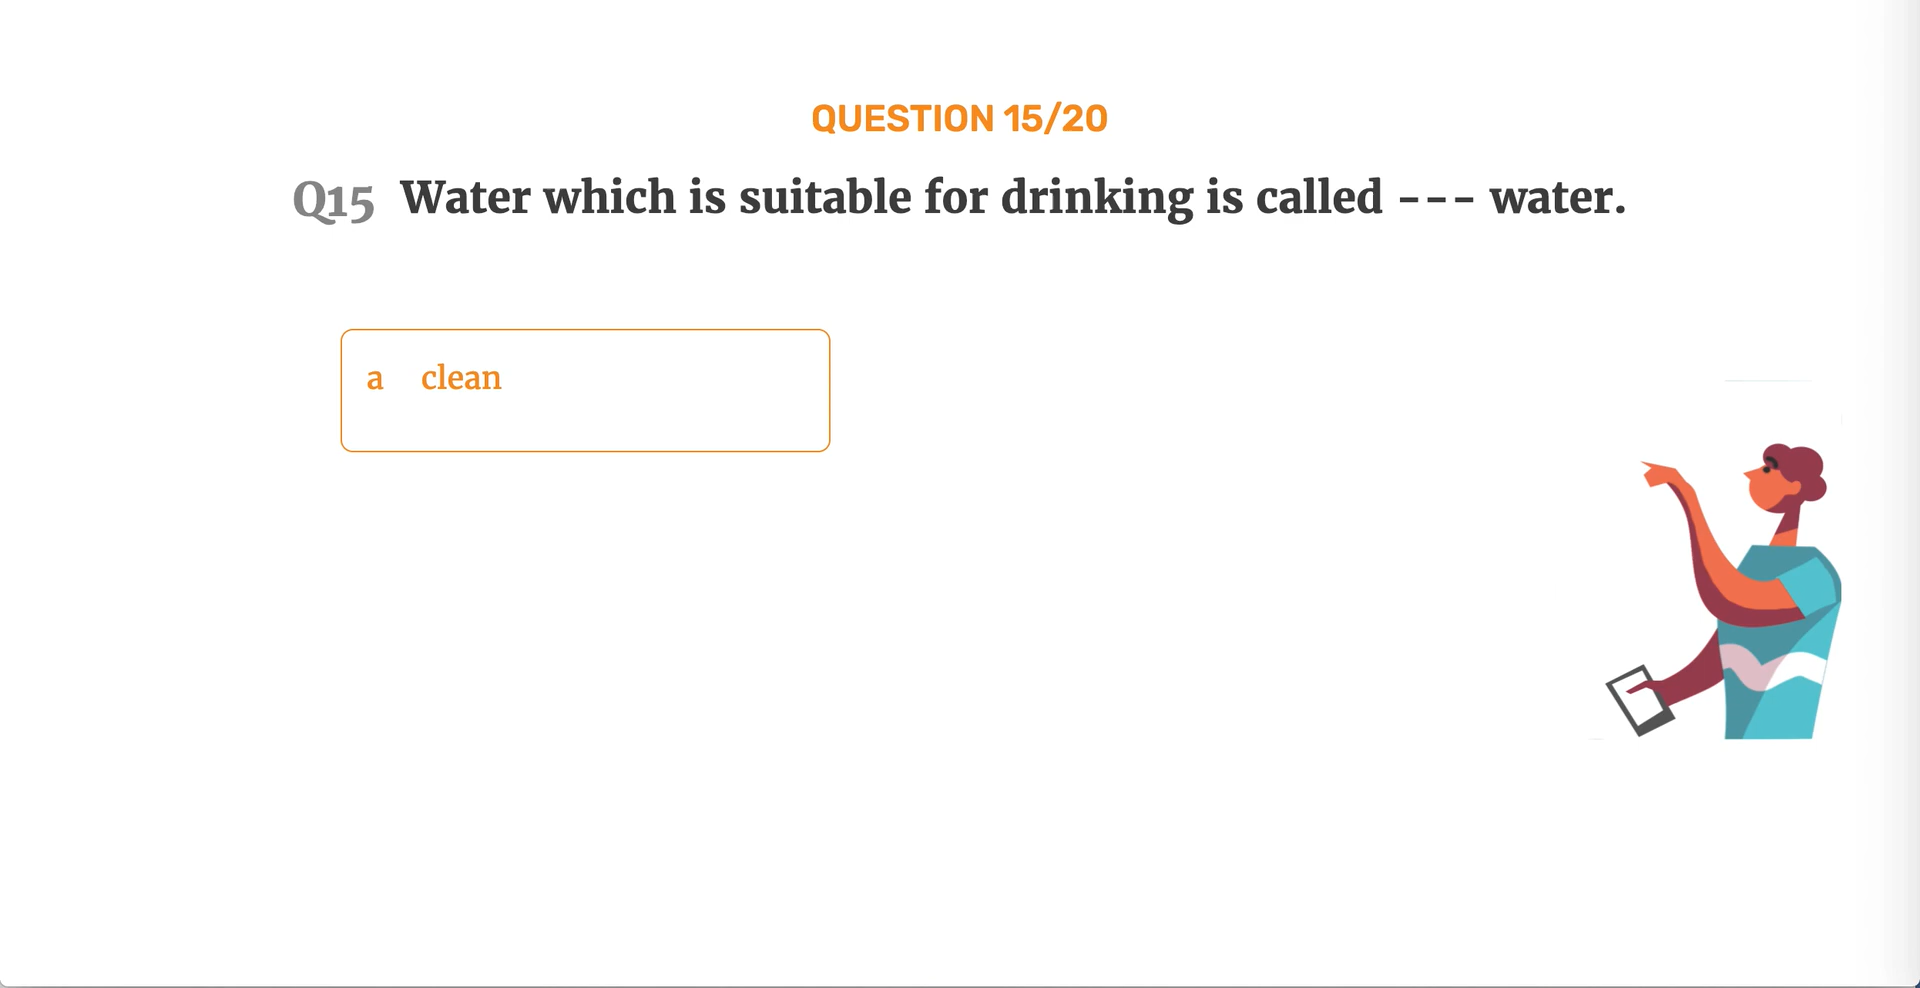 QUESTION 15/20
Q15 Water which is suitable for drinking is called --- water.
a clean